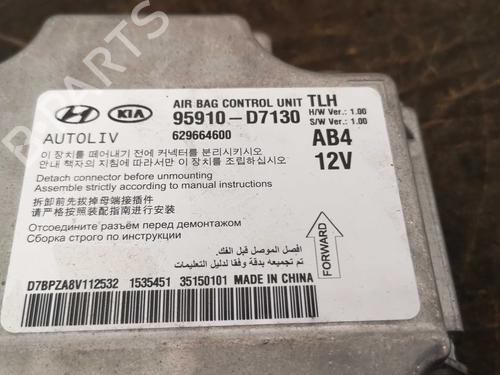 B PARTS
AIR BAG CONTROL UNIT TLH
KIA 95910-D7130 H/W Ver.: 1.00
S/W Ver.: 1.00
AUTOLIV 629664600 AB4
이 장치를 떼어내기 전에 커넥터를 분리하시키시오
안내 책자의 지침에 따라서만 이 장치를 조립하십시오 12V
Detach connector before unmounting
Assemble strictly according to manual instructions
拆卸前先拔掉母端接插件
请严格按照装配指南进行安装
Отсоедините разъем перед демонтажом
Сборка строго по инструкции
افصل الموصل قبل الفك.
تم تجميعه بدقة وفقا لدليل التعليمات
FORWARD
D7BPZA8V112532 1535451 35150101 MADE IN CHINA